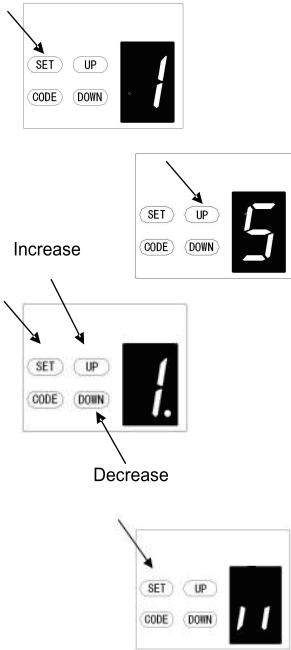 SET UP
CODE DOWN
1
SET UP
CODE DOWN
5
Increase
SET UP
CODE DOWN
1.
Decrease
SET UP
CODE DOWN
11